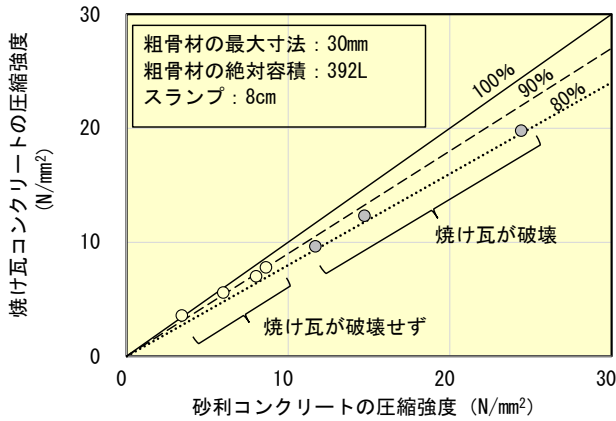 焼け瓦コンクリートの圧縮強度
(N/mm²)
30
20
10
0
粗骨材の最大寸法：30mm
粗骨材の絶対容積：392L
スランプ：8cm
100%
90%
80%
焼け瓦が破壊
焼け瓦が破壊せず
0
10
20
30
砂利コンクリートの圧縮強度（N/mm²）